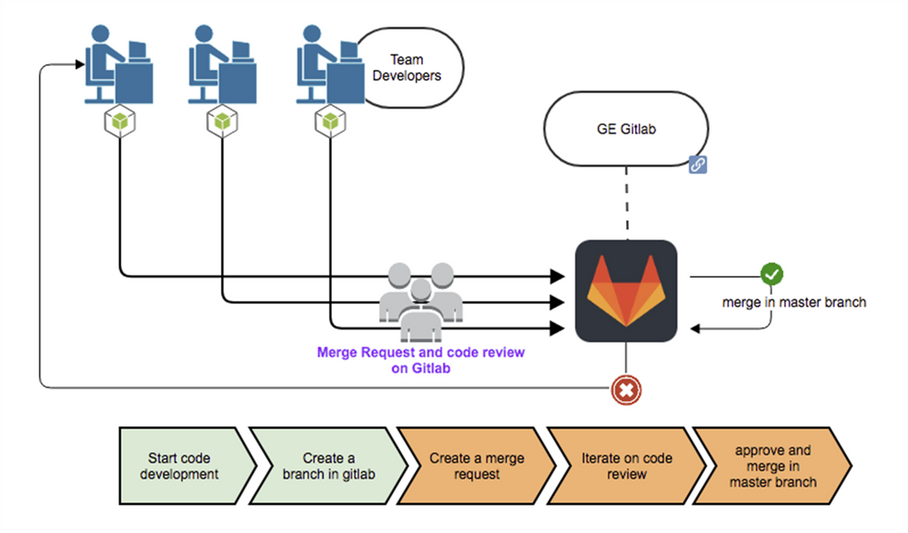 Team
Developers
GE Gitlab
merge in master branch
Merge Request and code review
on Gitlab
Start code
development
Create a
branch in gitlab
Create a merge
request
Iterate on code
review
approve and
merge in
master branch